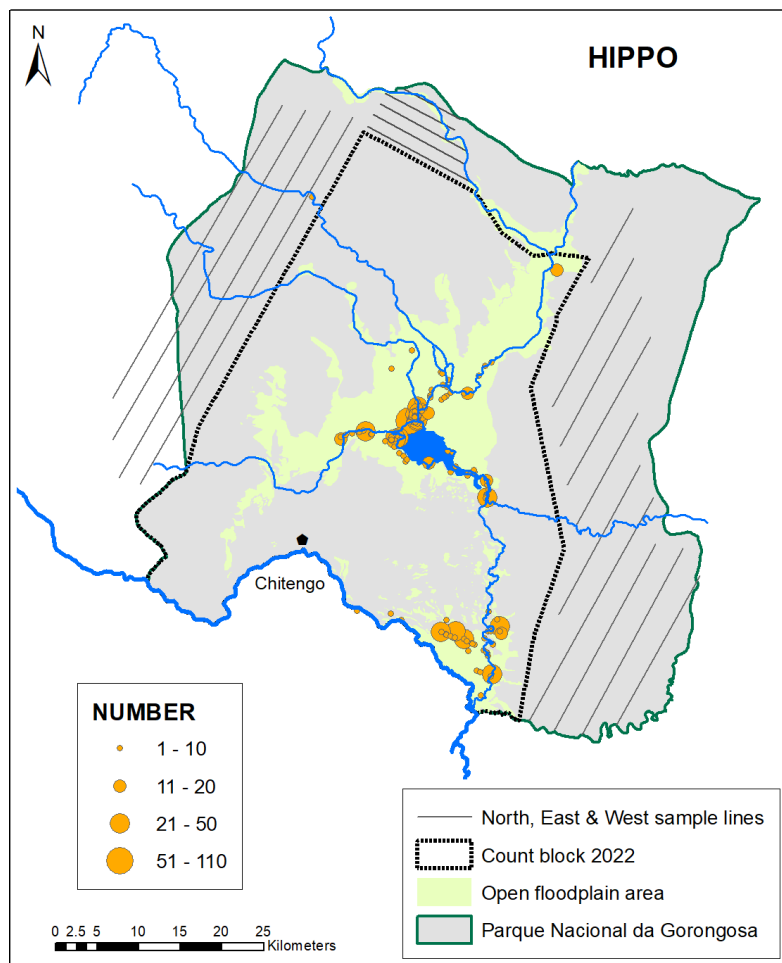 N
HIPPO
Chitengo
NUMBER
1 - 10
11 - 20
21 - 50
51 - 110
0 2.5 5 10 15 20 25
Kilometers
North, East & West sample lines
Count block 2022
Open floodplain area
Parque Nacional da Gorongosa